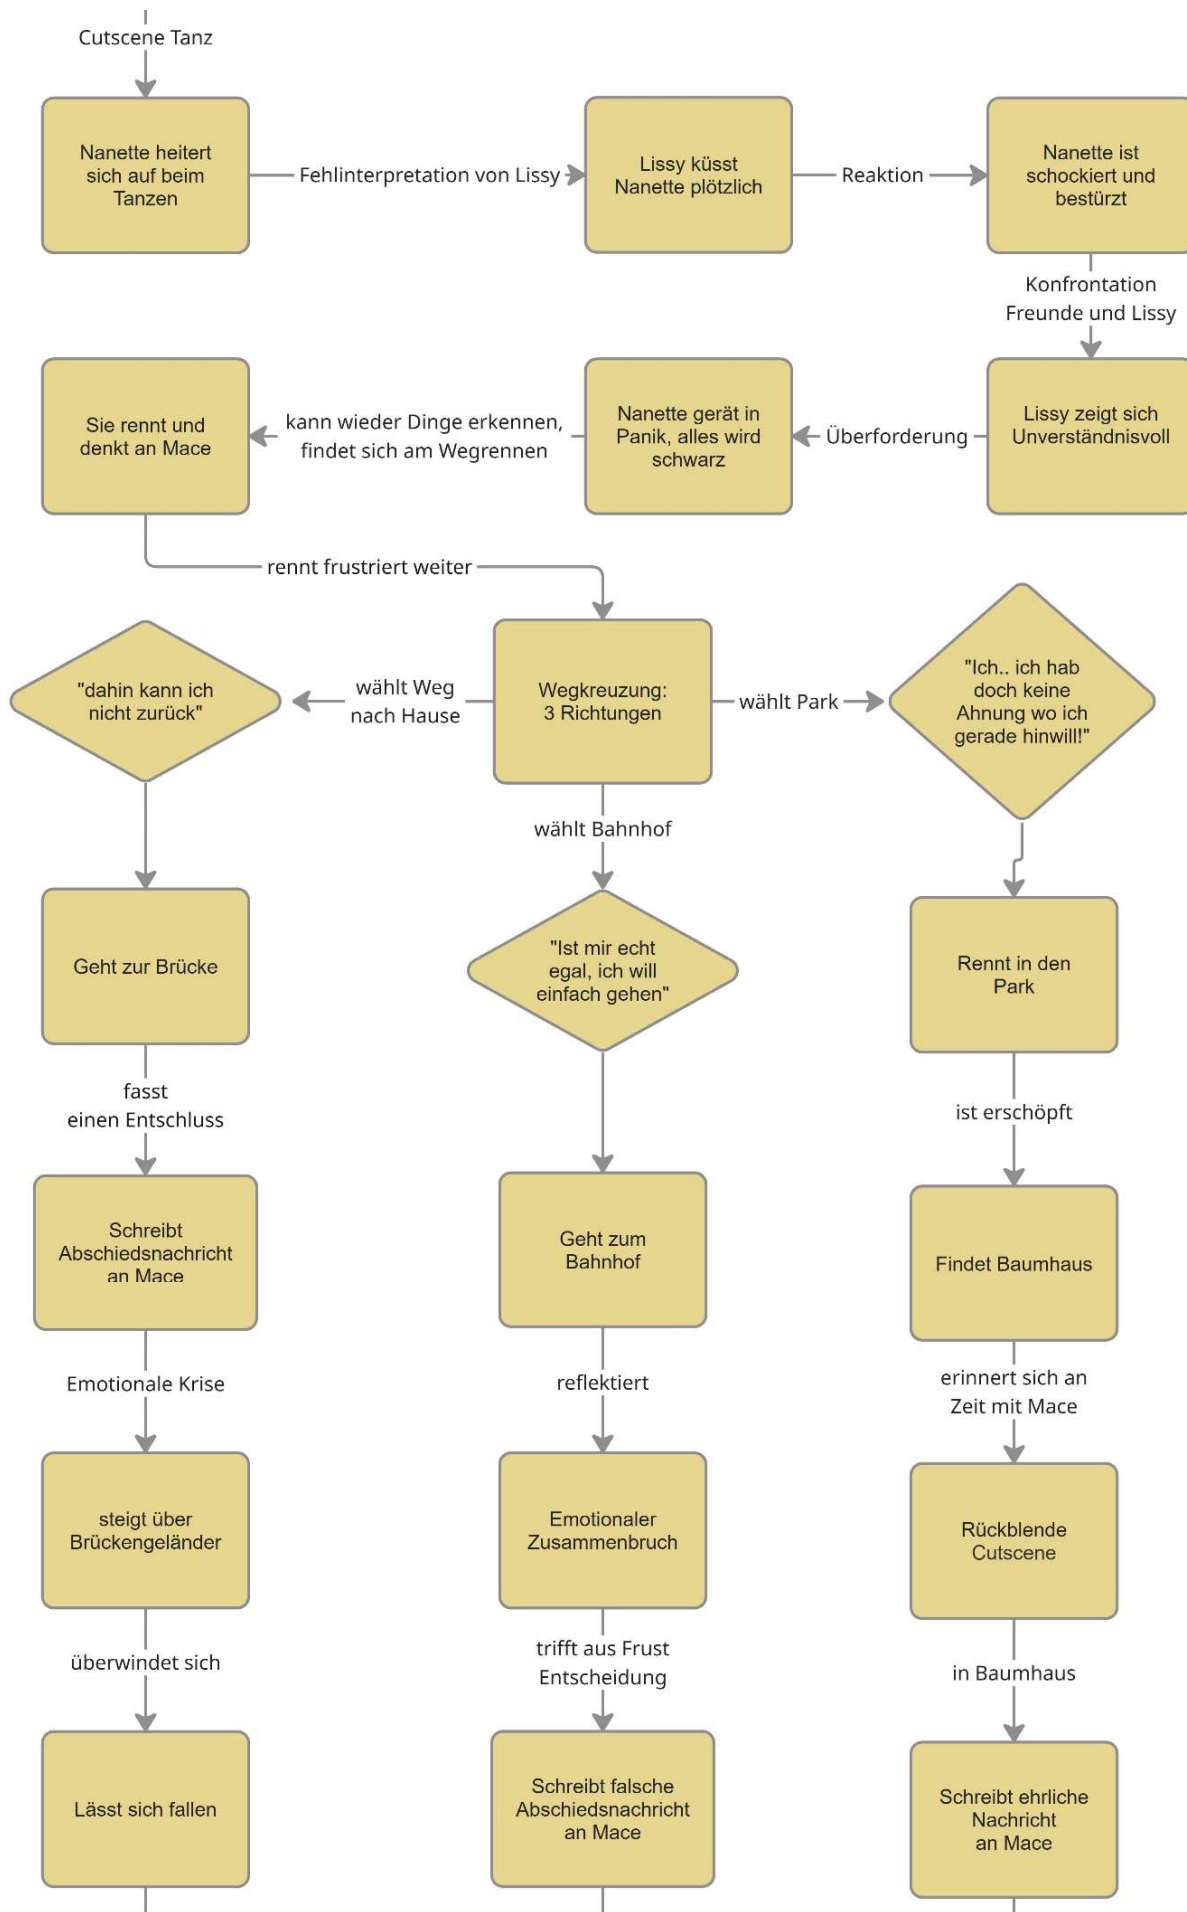 Cutscene Tanz
Nanette heitert
sich auf beim
Tanzen
Fehlinterpretation von Lissy
Lissy küsst
Nanette plötzlich
Reaktion
Nanette ist
schockiert und
bestürzt
Konfrontation
Freunde und Lissy
Lissy zeigt sich
Unverständnisvoll
Überforderung
Nanette gerät in
Panik, alles wird
schwarz
kann wieder Dinge erkennen,
findet sich am Wegrennen
Sie rennt und
denkt an Mace
rennt frustriert weiter
Wegkreuzung:
3 Richtungen
wählt Weg
nach Hause
"dahin kann ich
nicht zurück"
Geht zur Brücke
fasst
einen Entschluss
Schreibt
Abschiedsnachricht
an Mace
Emotionale Krise
steigt über
Brückengeländer
überwindet sich
Lässt sich fallen
wählt Bahnhof
"Ist mir echt
egal, ich will
einfach gehen"
Geht zum
Bahnhof
reflektiert
Emotionaler
Zusammenbruch
trifft aus Frust
Entscheidung
Schreibt falsche
Abschiedsnachricht
an Mace
wählt Park
"Ich.. ich hab
doch keine
Ahnung wo ich
gerade hinwill!"
Rennt in den
Park
ist erschöpft
Findet Baumhaus
erinnert sich an
Zeit mit Mace
Rückblende
Cutscene
in Baumhaus
Schreibt ehrliche
Nachricht
an Mace